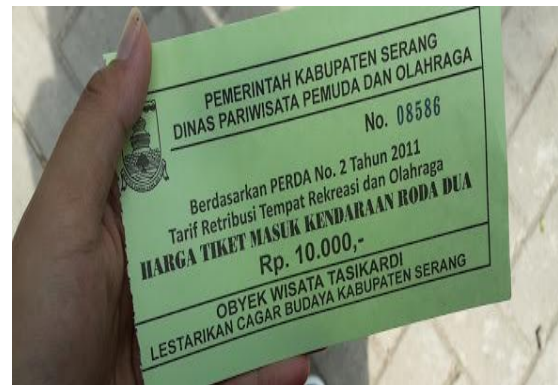 PEMERINTAH KABUPATEN SERANG
DINAS PARIWISATA PEMUDA DAN OLAHRAGA
No. 08586
Berdasarkan PERDA No. 2 Tahun 2011
Tarif Retribusi Tempat Rekreasi dan Olahraga
HARGA TIKET MASUK KENDARAAN RODA DUA
Rp. 10.000,-
OBYEK WISATA TASIKARDI
LESTARIKAN CAGAR BUDAYA KABUPATEN SERANG